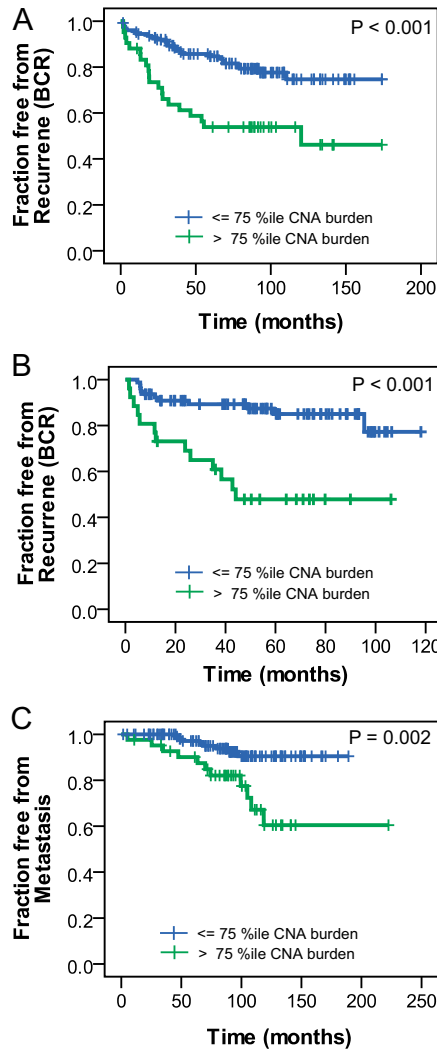 A
P < 0.001
Fraction free from
Recurrene (BCR)
1.0
0.8
0.6
0.4
0.2
0.0
<= 75 %ile CNA burden
> 75 %ile CNA burden
0 50 100 150 200
Time (months)
B
P < 0.001
Fraction free from
Recurrene (BCR)
1.0
0.8
0.6
0.4
0.2
0.0
<= 75 %ile CNA burden
> 75 %ile CNA burden
0 20 40 60 80 100 120
Time (months)
C
P = 0.002
Fraction free from
Metastasis
1.0
0.8
0.6
0.4
0.2
0.0
<= 75 %ile CNA burden
> 75 %ile CNA burden
0 50 100 150 200 250
Time (months)